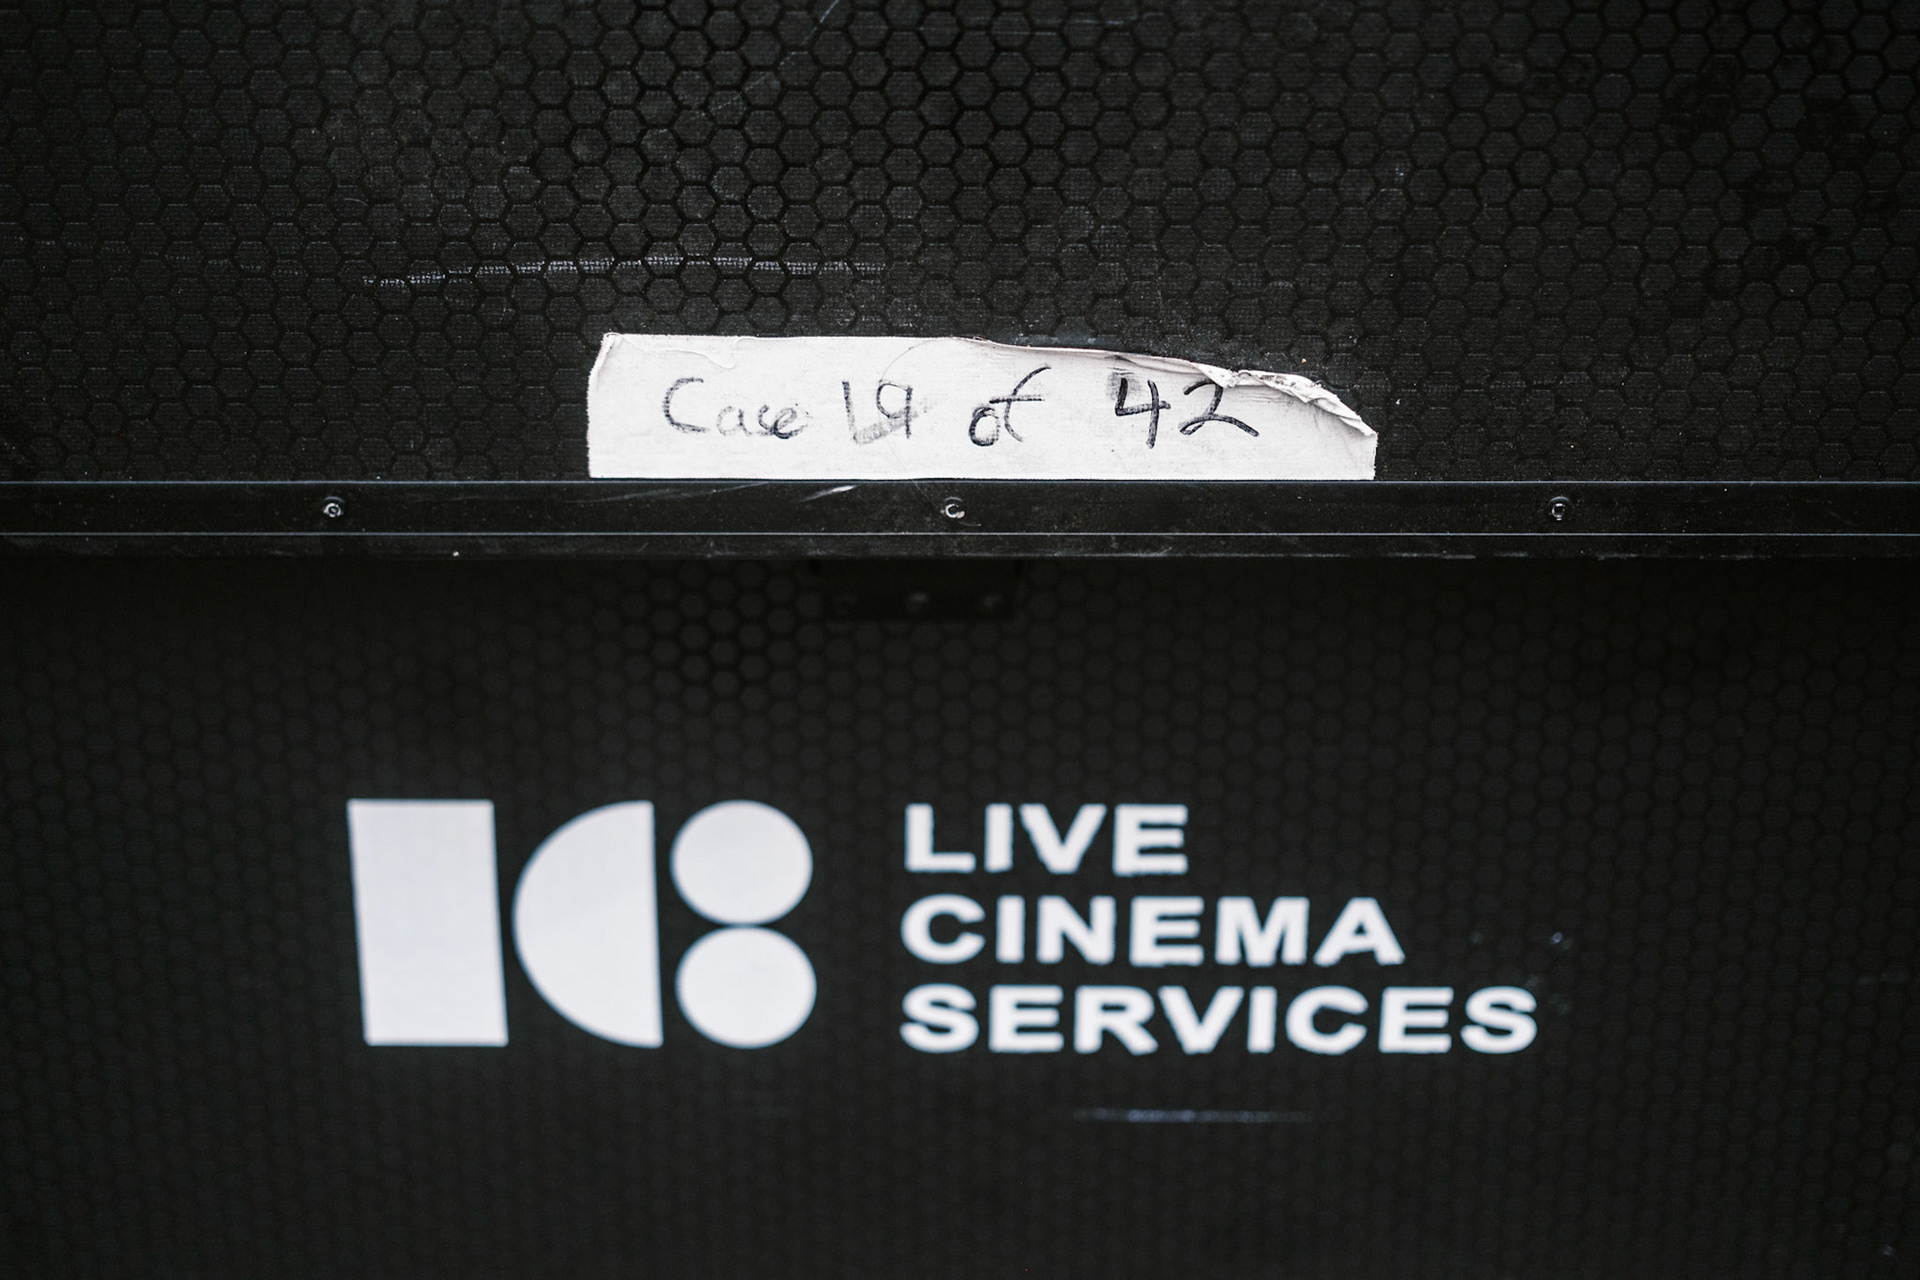 Case 19 of 42
LIVE
CINEMA
SERVICES